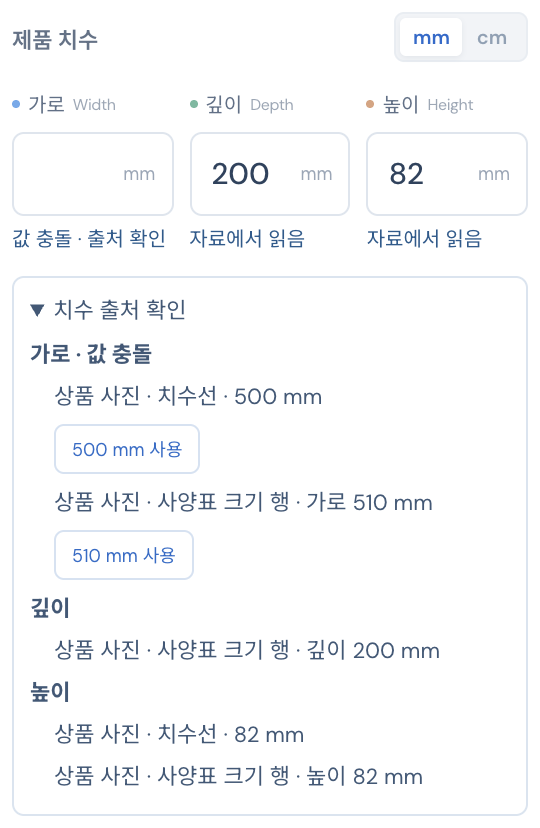 제품 치수 mm cm
가로 Width 깊이 Depth 높이 Height
mm 200 mm 82 mm
값 충돌 · 출처 확인 자료에서 읽음 자료에서 읽음
▼ 치수 출처 확인
가로 · 값 충돌
상품 사진 · 치수선 · 500 mm
500 mm 사용
상품 사진 · 사양표 크기 행 · 가로 510 mm
510 mm 사용
깊이
상품 사진 · 사양표 크기 행 · 깊이 200 mm
높이
상품 사진 · 치수선 · 82 mm
상품 사진 · 사양표 크기 행 · 높이 82 mm